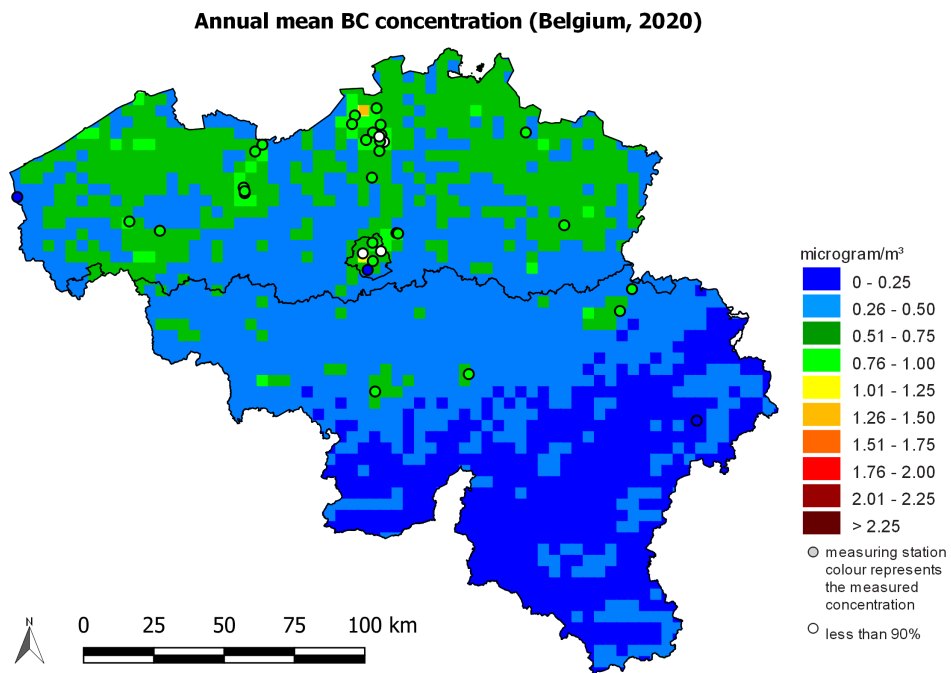 Annual mean BC concentration (Belgium, 2020)
microgram/m³
0 - 0.25
0.26 - 0.50
0.51 - 0.75
0.76 - 1.00
1.01 - 1.25
1.26 - 1.50
1.51 - 1.75
1.76 - 2.00
2.01 - 2.25
> 2.25
measuring station
colour represents
the measured
concentration
less than 90%
N
0 25 50 75 100 km